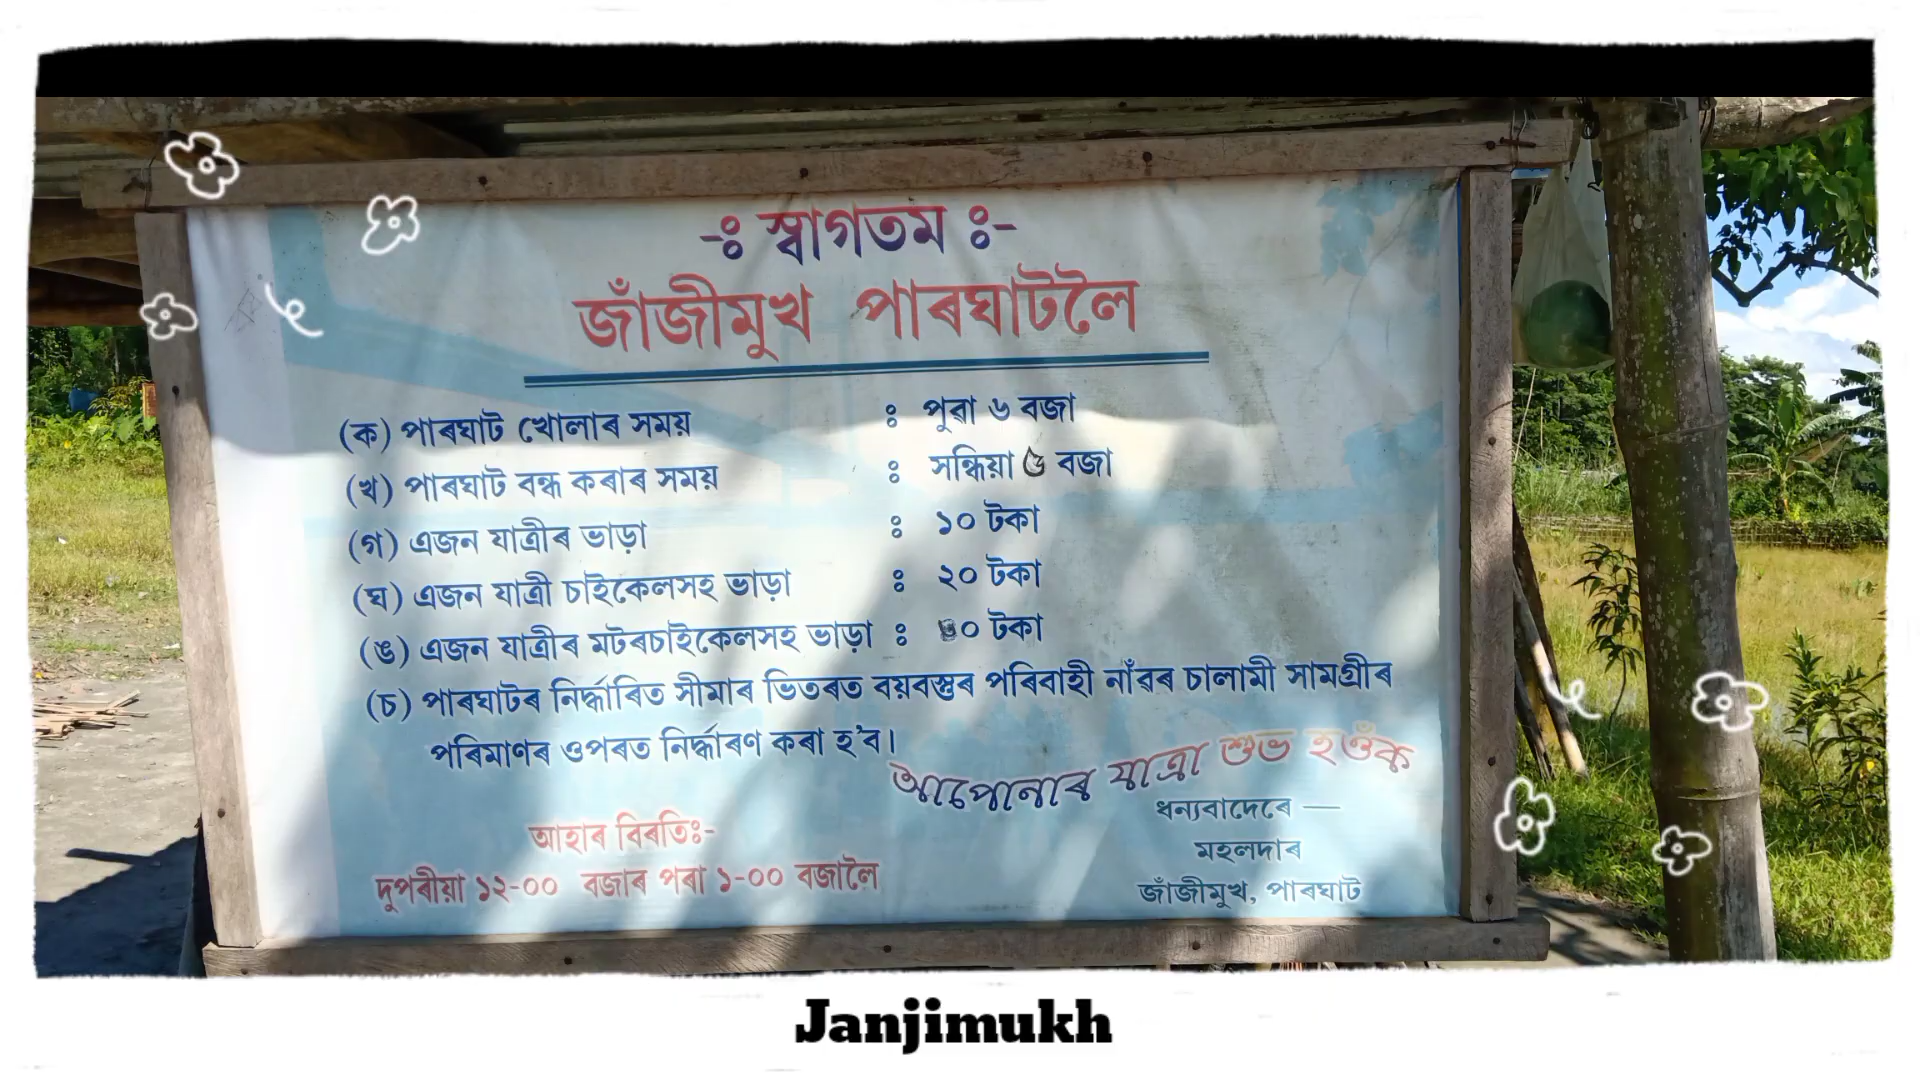 -ঃ স্বাগতম ঃ-
জাঁজীমুখ পাৰঘাটলৈ
(ক) পাৰঘাট খোলাৰ সময় ঃ পুৱা ৬ বজা
(খ) পাৰঘাট বন্ধ কৰাৰ সময় ঃ সন্ধিয়া বজা
(গ) এজন যাত্ৰীৰ ভাড়া ঃ ১০ টকা
(ঘ) এজন যাত্ৰী চাইকেলসহ ভাড়া ঃ ২০ টকা
(ঙ) এজন যাত্ৰীৰ মটৰচাইকেলসহ ভাড়া ঃ টকা
(চ) পাৰঘাটৰ নিৰ্দ্ধাৰিত সীমাৰ ভিতৰত বয়বস্তুৰ পৰিবাহী নাঁৱৰ চালামী সামগ্ৰীৰ
পৰিমাণৰ ওপৰত নিৰ্দ্ধাৰণ কৰা হ'ব।
আপোনাৰ যাত্ৰা শুভ হওঁক
আহাৰ বিৰতিঃ-
দুপৰীয়া ১২-০০ বজাৰ পৰা ১-০০ বজালৈ
ধন্যবাদেৰে —
মহলদাৰ
জাঁজীমুখ, পাৰঘাট
Janjimukh